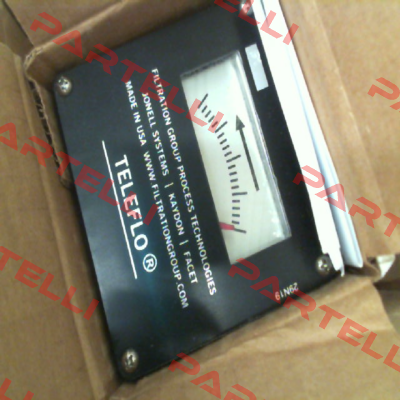 FILTRATION GROUP PROCESS TECHNOLOGIES
JONELL SYSTEMS | KAYDON | FACET
MADE IN USA WWW.FILTRATIONGROUP.COM
TELEFLO®
29N19
PARTELLI
PARTELLI
PARTELLI
PARTELLI
PARTELLI